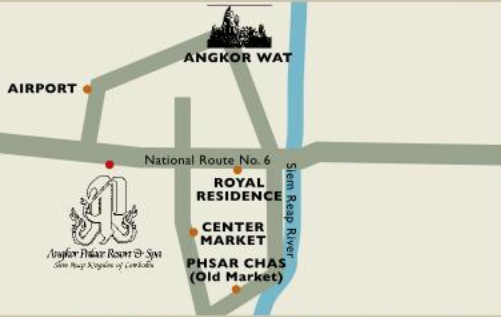 ANGKOR WAT
AIRPORT
National Route No. 6
Siem Reap River
ROYAL
RESIDENCE
CENTER
MARKET
PHSAR CHAS
(Old Market)
Angkor Palace Resort & Spa
Siem Reap Kingdom of Cambodia